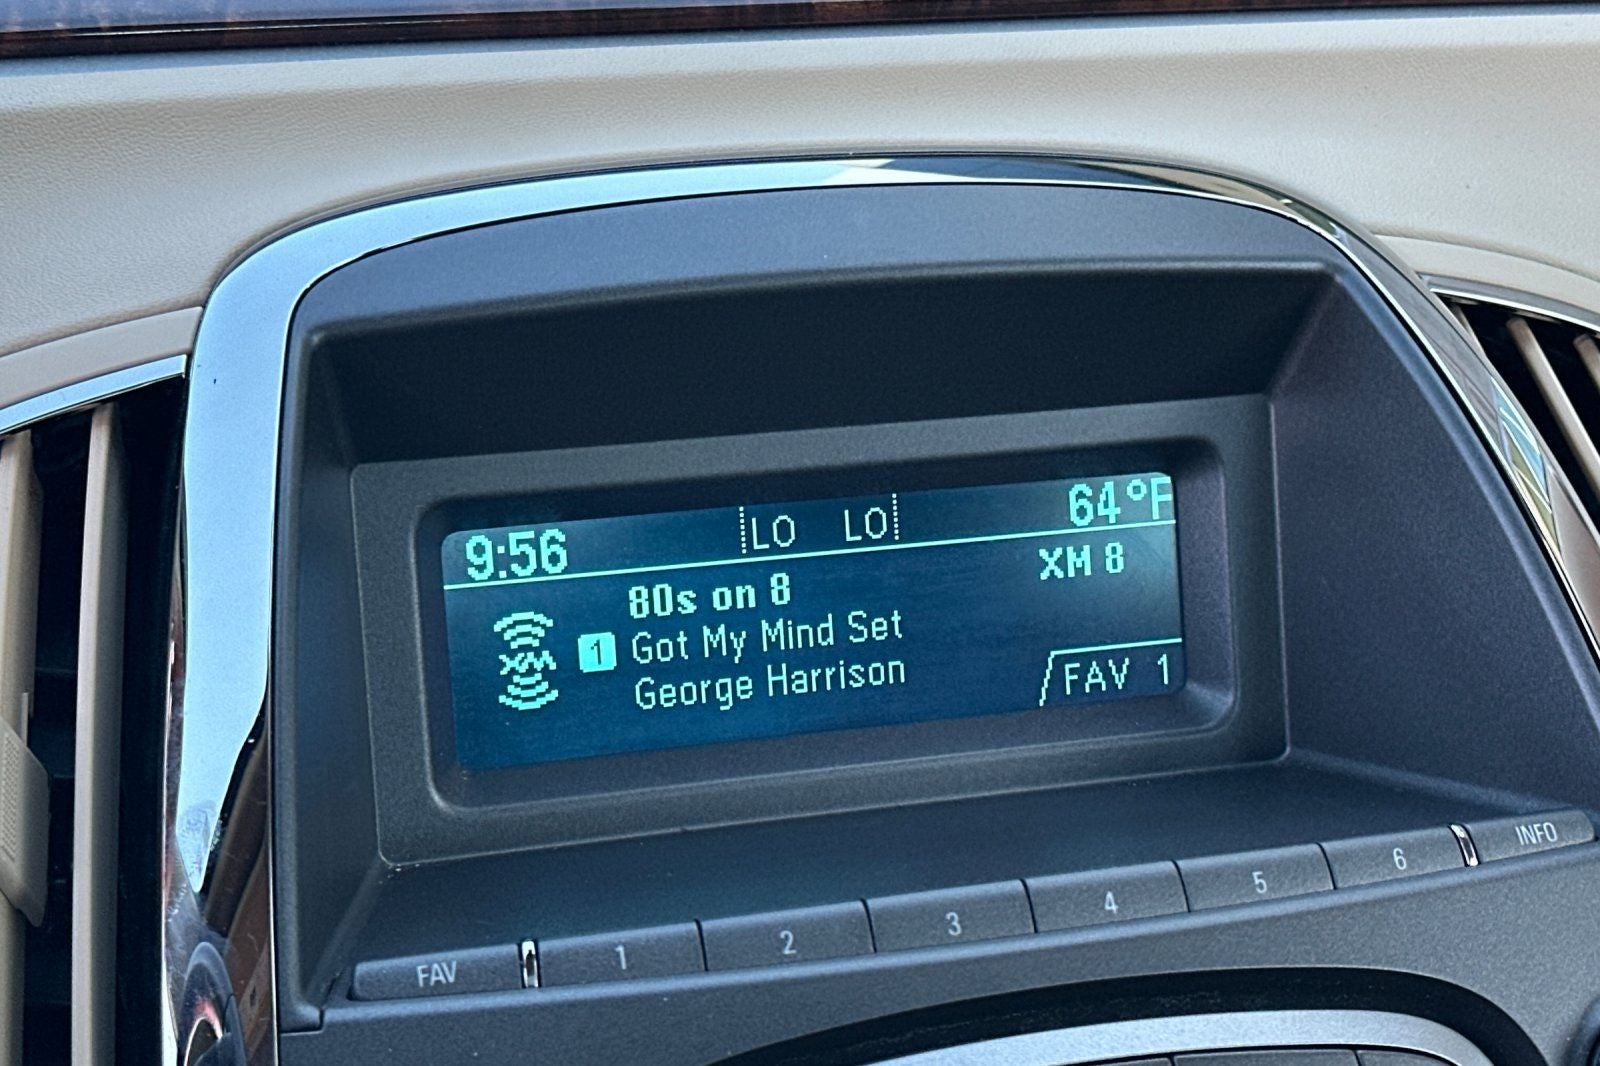 9:56 LO LO 64°F
80s on 8 XM 8
XM 1 Got My Mind Set
George Harrison FAV 1
FAV 1 2 3 4 5 6 INFO